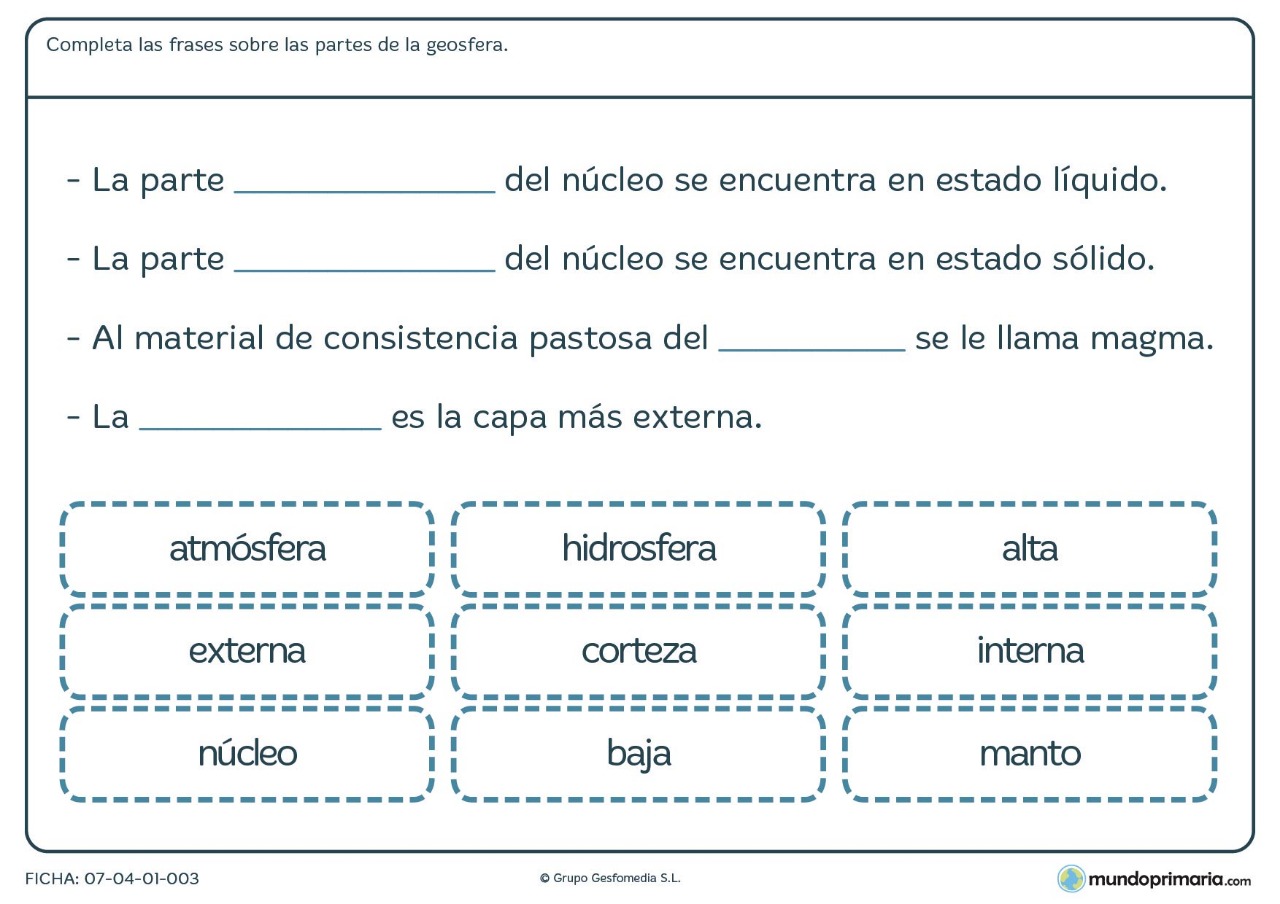 Completa las frases sobre las partes de la geosfera.
- La parte ______________ del núcleo se encuentra en estado líquido.
- La parte ______________ del núcleo se encuentra en estado sólido.
- Al material de consistencia pastosa del __________ se le llama magma.
- La _____________ es la capa más externa.
atmósfera hidrosfera alta
externa corteza interna
núcleo baja manto
FICHA: 07-04-01-003 © Grupo Gesfomedia S.L. mundoprimaria.com